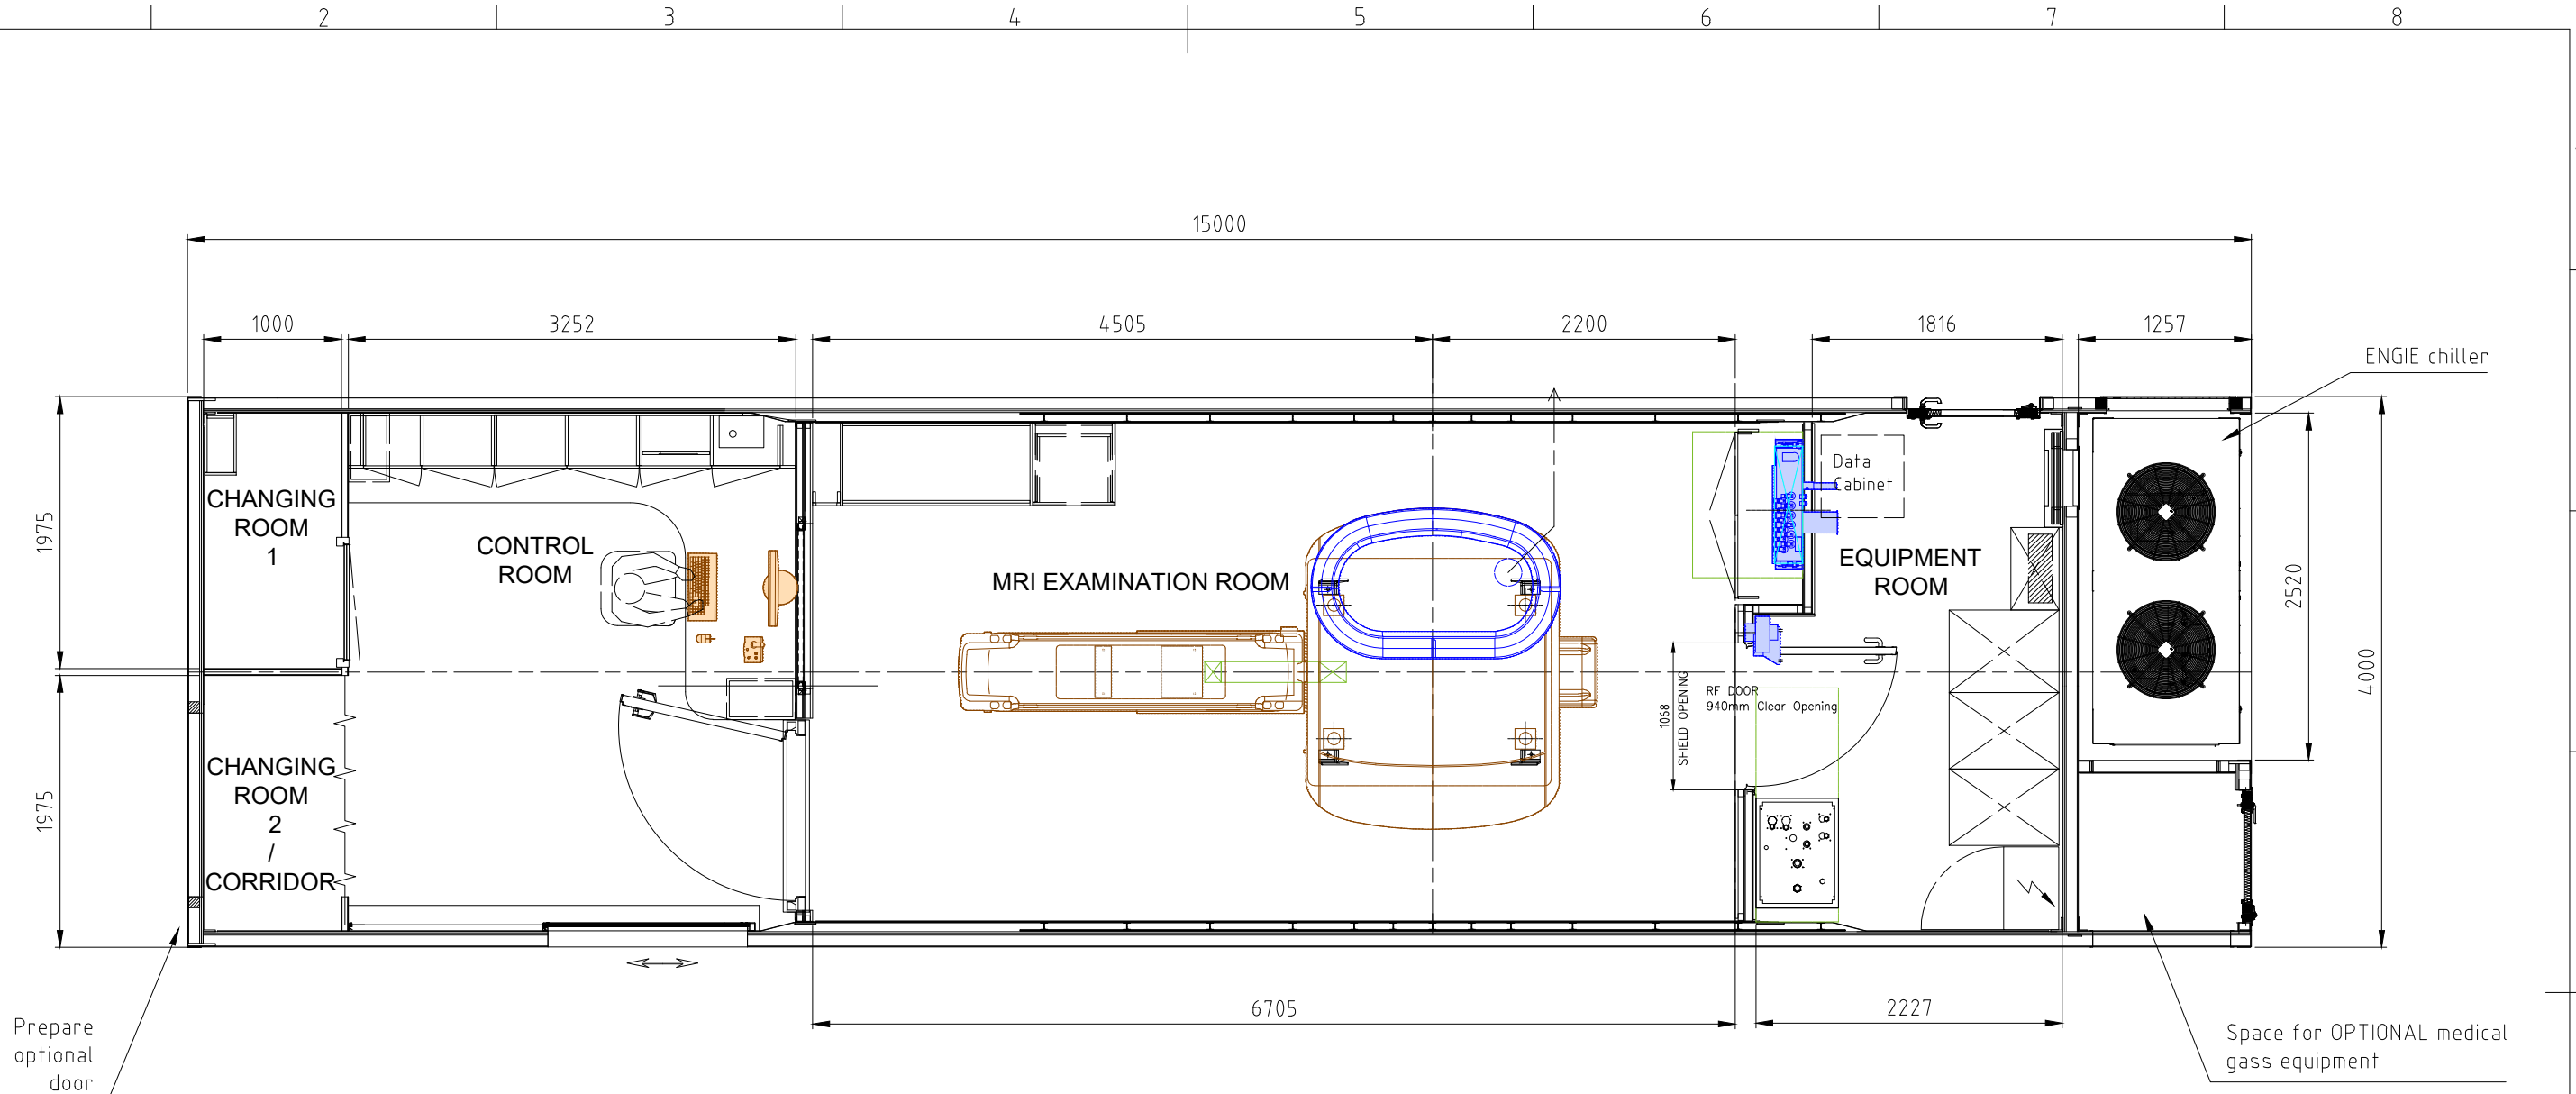 2 3 4 5 6 7 8
15000
1000 3252 4505 2200 1816 1257
ENGIE chiller
1975
CHANGING
ROOM
1
CONTROL
ROOM
MRI EXAMINATION ROOM
Data
Cabinet
EQUIPMENT
ROOM
2520
4000
1068
SHIELD OPENING
RF DOOR
940mm Clear Opening
1975
CHANGING
ROOM
2
/
CORRIDOR
6705 2227
Prepare
optional
door
Space for OPTIONAL medical
gass equipment